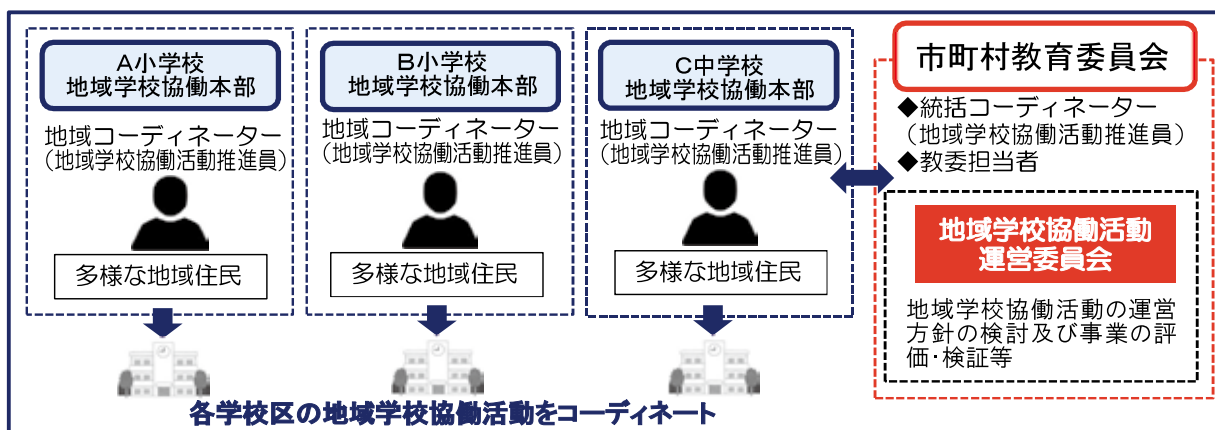 A小学校
地域学校協働本部
地域コーディネーター
(地域学校協働活動推進員)
多様な地域住民
B小学校
地域学校協働本部
地域コーディネーター
(地域学校協働活動推進員)
多様な地域住民
C中学校
地域学校協働本部
地域コーディネーター
(地域学校協働活動推進員)
多様な地域住民
各学校区の地域学校協働活動をコーディネート
市町村教育委員会
◆統括コーディネーター
(地域学校協働活動推進員)
◆教委担当者
地域学校協働活動
運営委員会
地域学校協働活動の運営
方針の検討及び事業の評
価・検証等